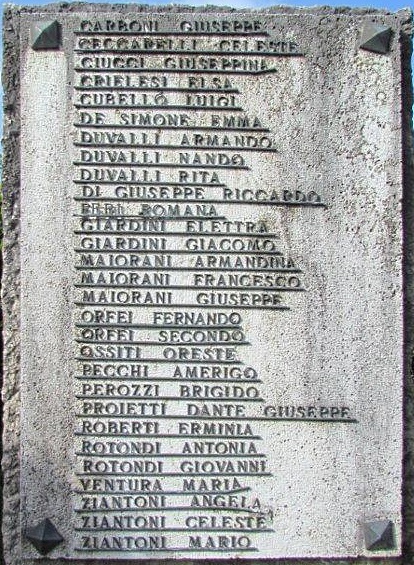 CARBONI GIUSEPPE
CECCARELLI CELESTE
CIUCCI GIUSEPPINA
CRIELESI ELSA
CUBELLO LUIGI
DE SIMONE EMMA
DUVALLI ARMANDO
DUVALLI NANDO
DUVALLI RITA
DI GIUSEPPE RICCARDO
FERI ROMANA
GIARDINI ELETTRA
GIARDINI GIACOMO
MAIORANI ARMANDINA
MAIORANI FRANCESCO
MAIORANI GIUSEPPE
ORFEI FERNANDO
ORFEI SECONDO
OSSITI ORESTE
PECCHI AMERIGO
PEROZZI BRIGIDO
PROIETTI DANTE GIUSEPPE
ROBERTI ERMINIA
ROTONDI ANTONIA
ROTONDI GIOVANNI
VENTURA MARIA
ZIANTONI ANGELA
ZIANTONI CELESTE
ZIANTONI MARIO